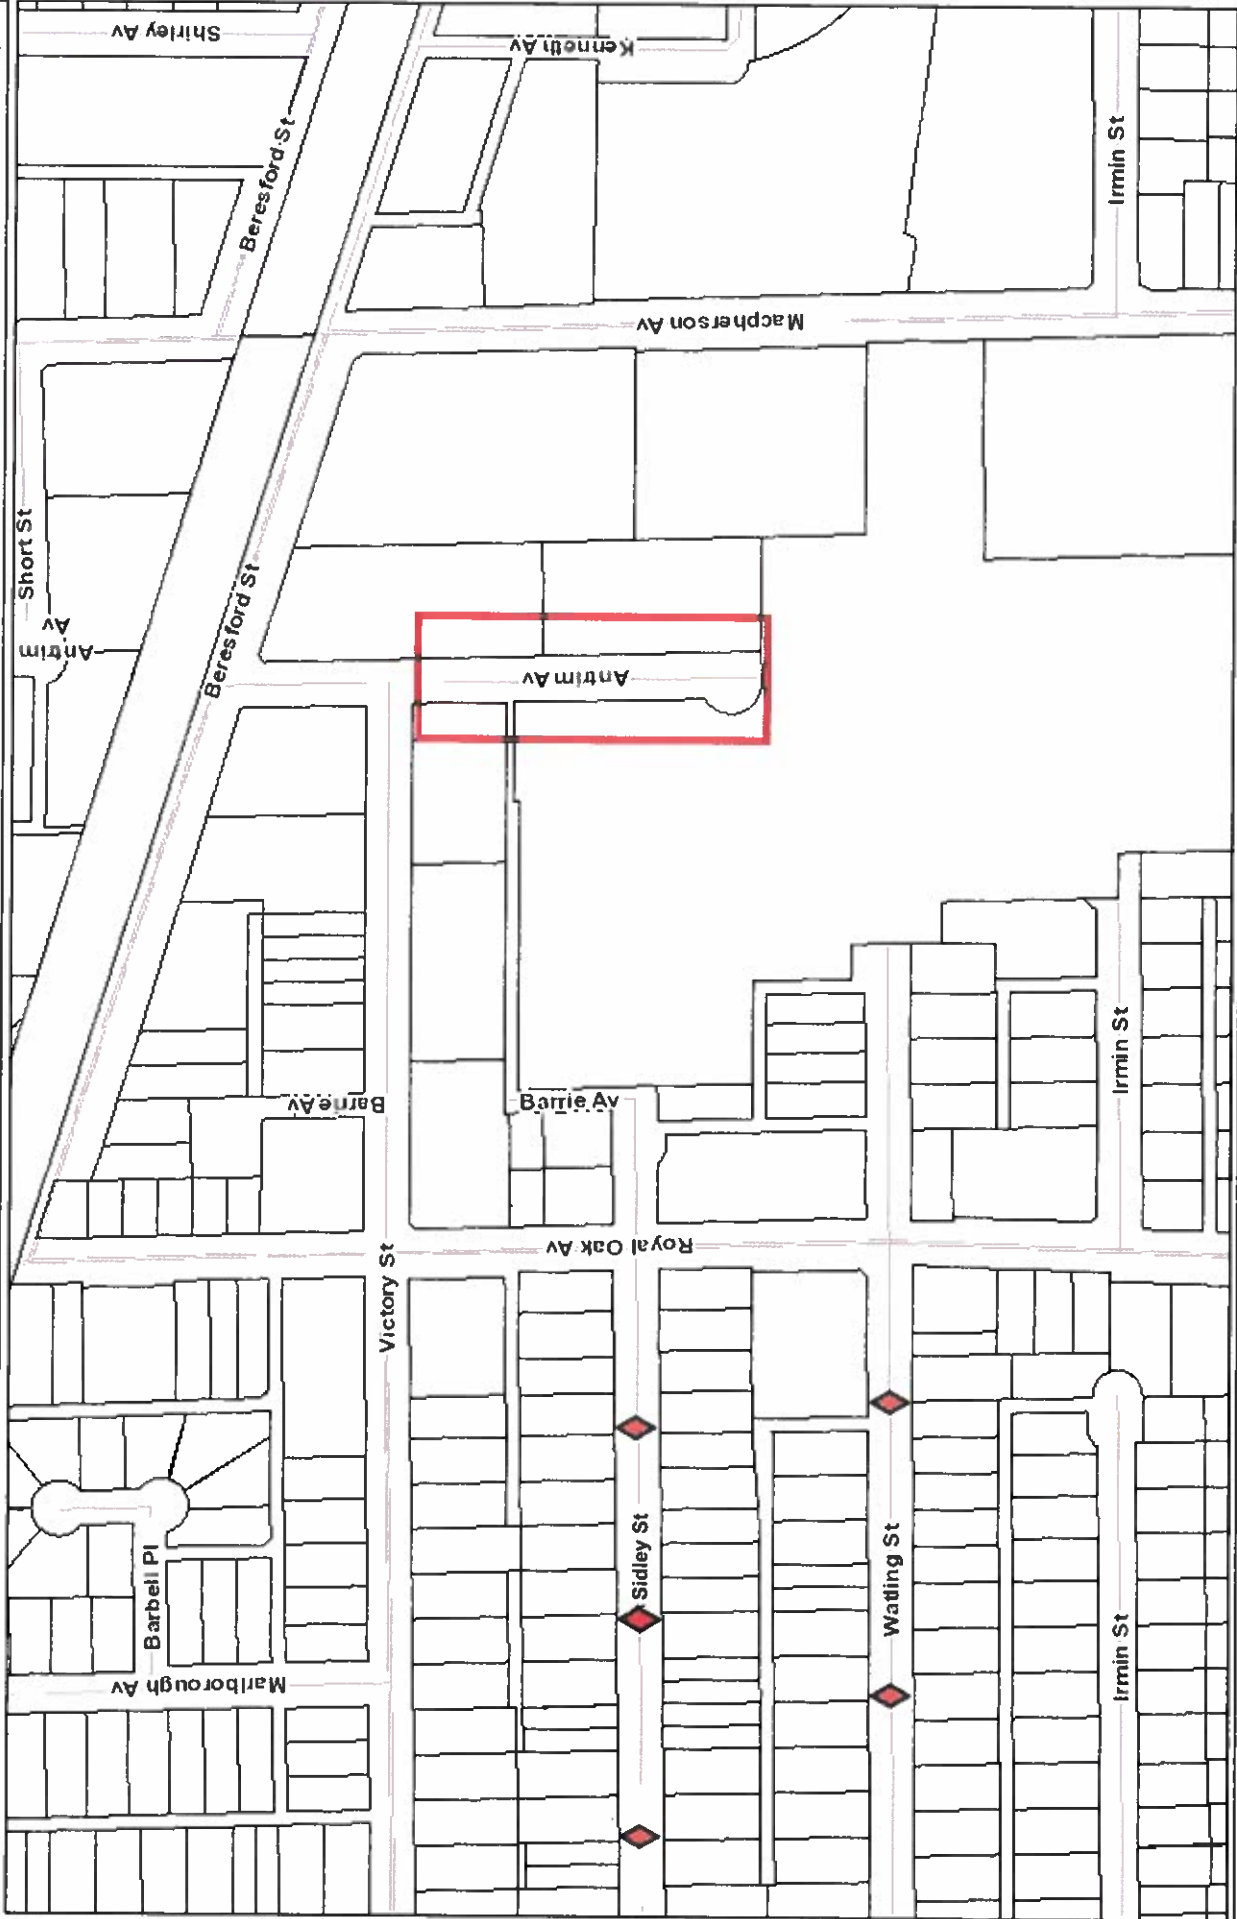 Shirley Av
Kenneth Av
Beresford St
Irmin St
Macpherson Av
Short St
Antrim
Av
Beresford St
Antrim Av
Irmin St
Barrie Av
Barrie Av
Royal Oak Av
Victory St
Sidley St
Watling St
Barbell Pl
Irmin St
Marlborough Av